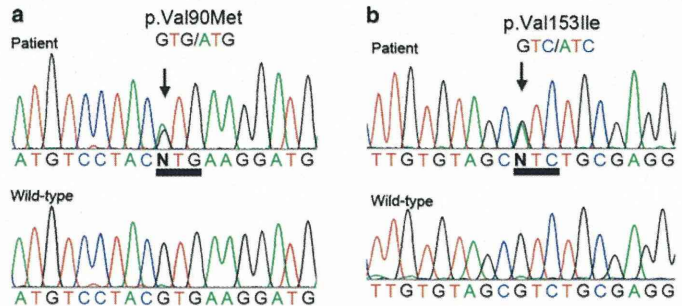 a
p.Val90Met
GTG/ATG
Patient
ATGTCCTACNTGAAGGATG
Wild-type
ATGTCCTACGTGAAGGATG
b
p.Val153Ile
GTC/ATC
Patient
TTGTGTAGCNTCTGCGAGG
Wild-type
TTGTGTAGCGTCTGCGAGG